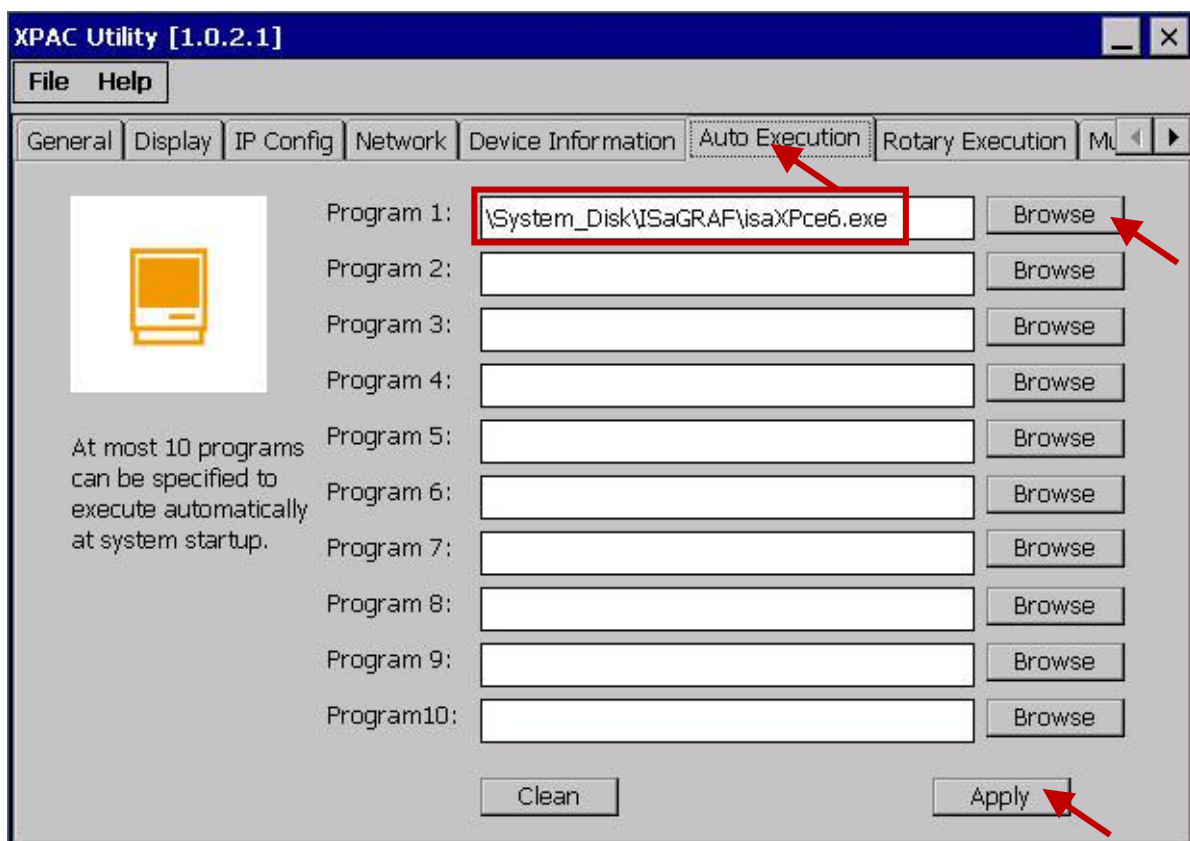 XPAC Utility [1.0.2.1]
File Help
General Display IP Config Network Device Information Auto Execution Rotary Execution
Program 1: \System_Disk\ISaGRAF\isaXPce6.exe Browse
Program 2: Browse
Program 3: Browse
Program 4: Browse
At most 10 programs
can be specified to
execute automatically
at system startup.
Program 5: Browse
Program 6: Browse
Program 7: Browse
Program 8: Browse
Program 9: Browse
Program10: Browse
Clean Apply